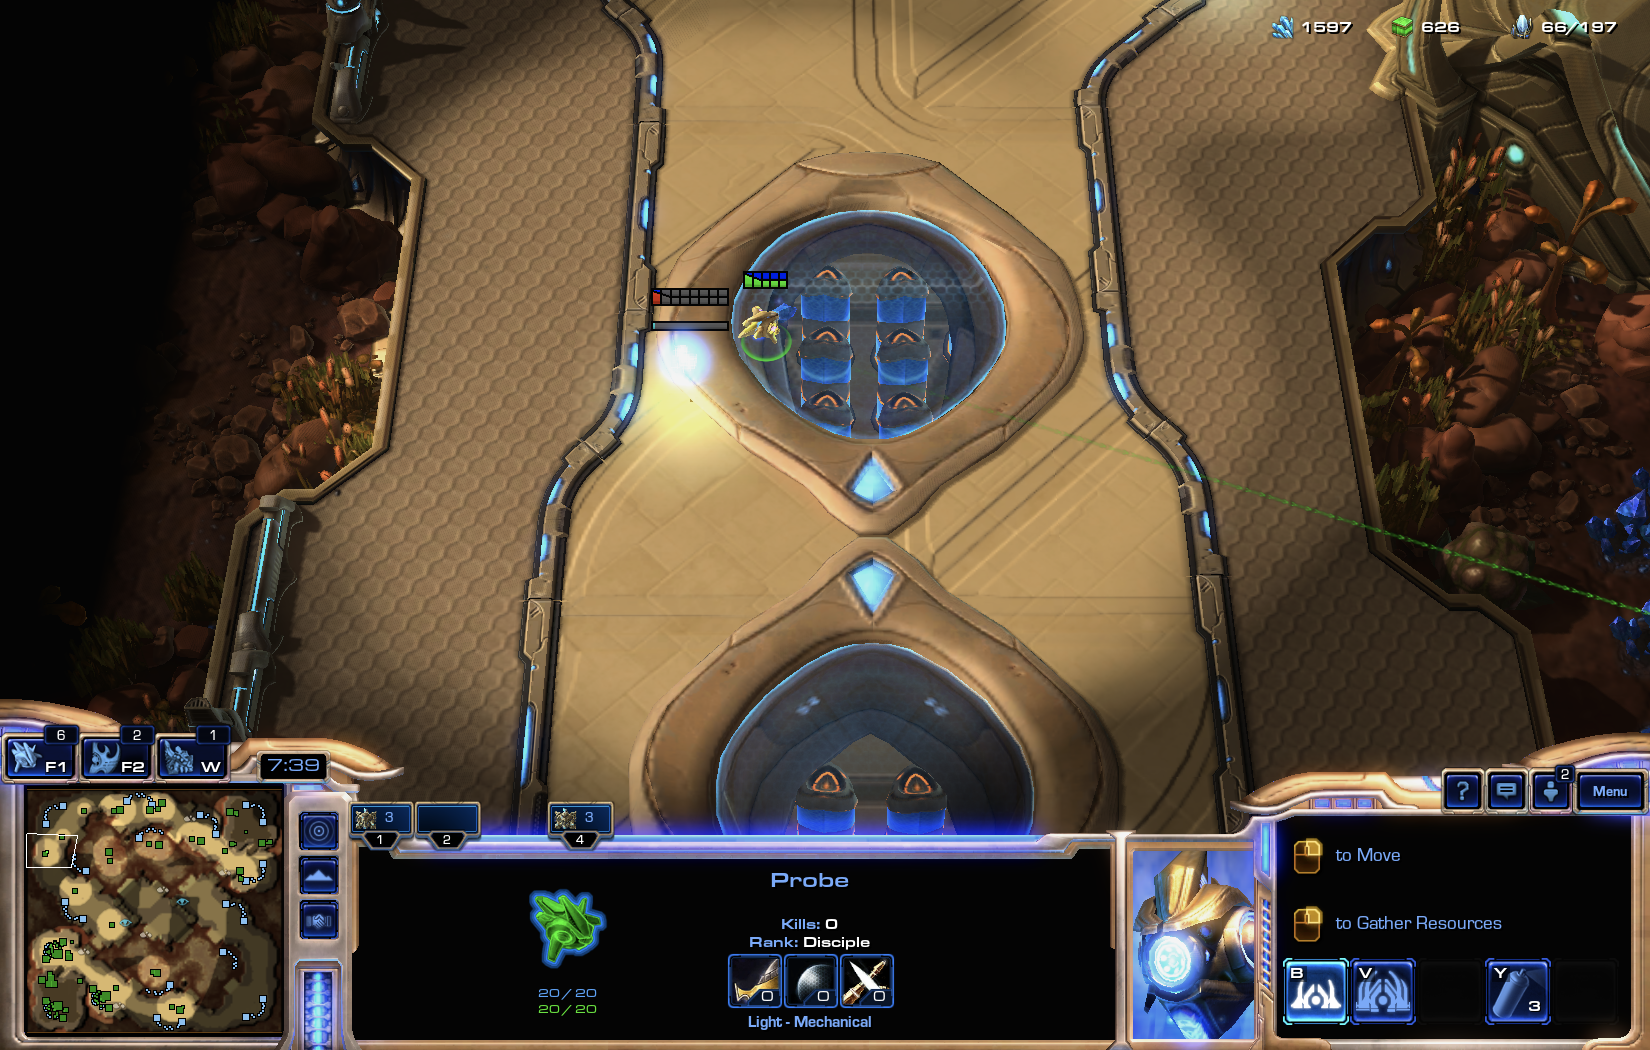 1597 626 66/197
6 2 1
F1 F2 W
7:39
3 3
1 2 4
Probe
Kills: 0
Rank: Disciple
0 0 0
20/20
20/20
Light - Mechanical
? 2 Menu
to Move
to Gather Resources
B V Y
3